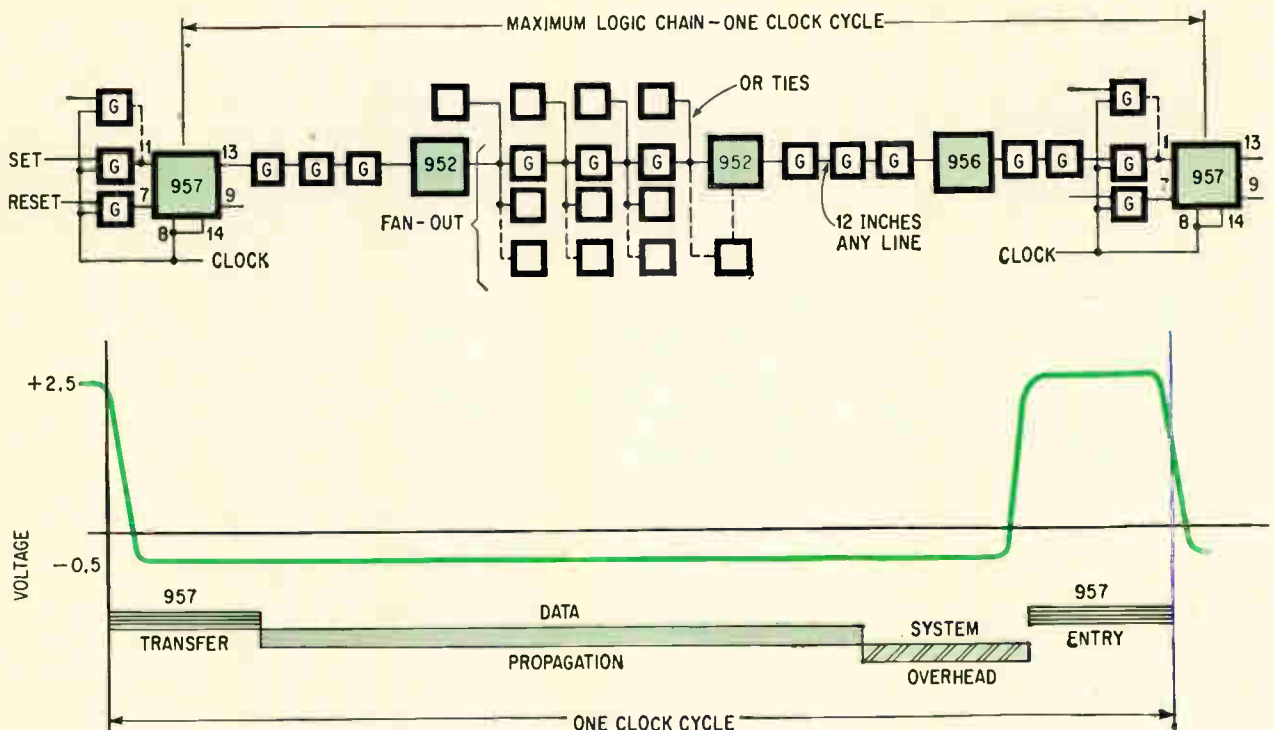 MAXIMUM LOGIC CHAIN-ONE CLOCK CYCLE
OR TIES
G
G
SET
G
11
957
13
G
G
G
952
G
G
G
952
G
G
G
956
G
G
G
1
957
13
RESET
G
7
9
FAN-OUT
12 INCHES
ANY LINE
G
7
9
8
14
CLOCK
CLOCK
8
14
+2.5
VOLTAGE
-0.5
957
TRANSFER
DATA
PROPAGATION
SYSTEM
OVERHEAD
957
ENTRY
ONE CLOCK CYCLE